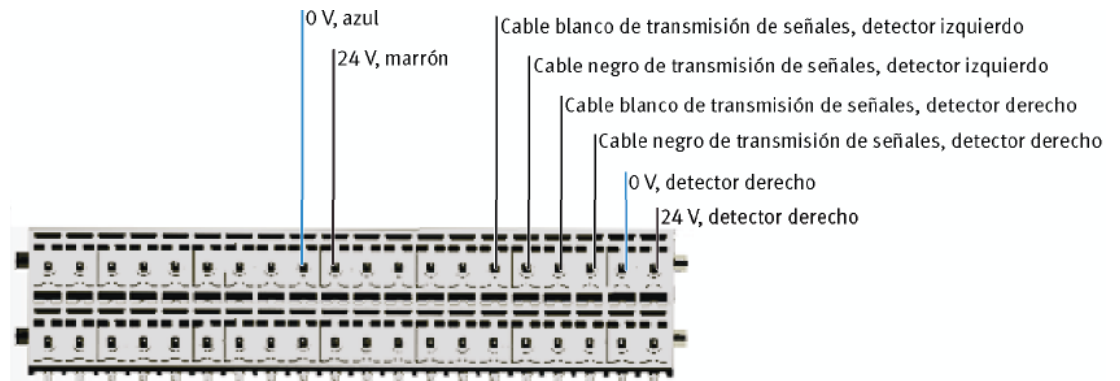 0 V, azul
Cable blanco de transmisión de señales, detector izquierdo
24 V, marrón
Cable negro de transmisión de señales, detector izquierdo
Cable blanco de transmisión de señales, detector derecho
Cable negro de transmisión de señales, detector derecho
0 V, detector derecho
24 V, detector derecho